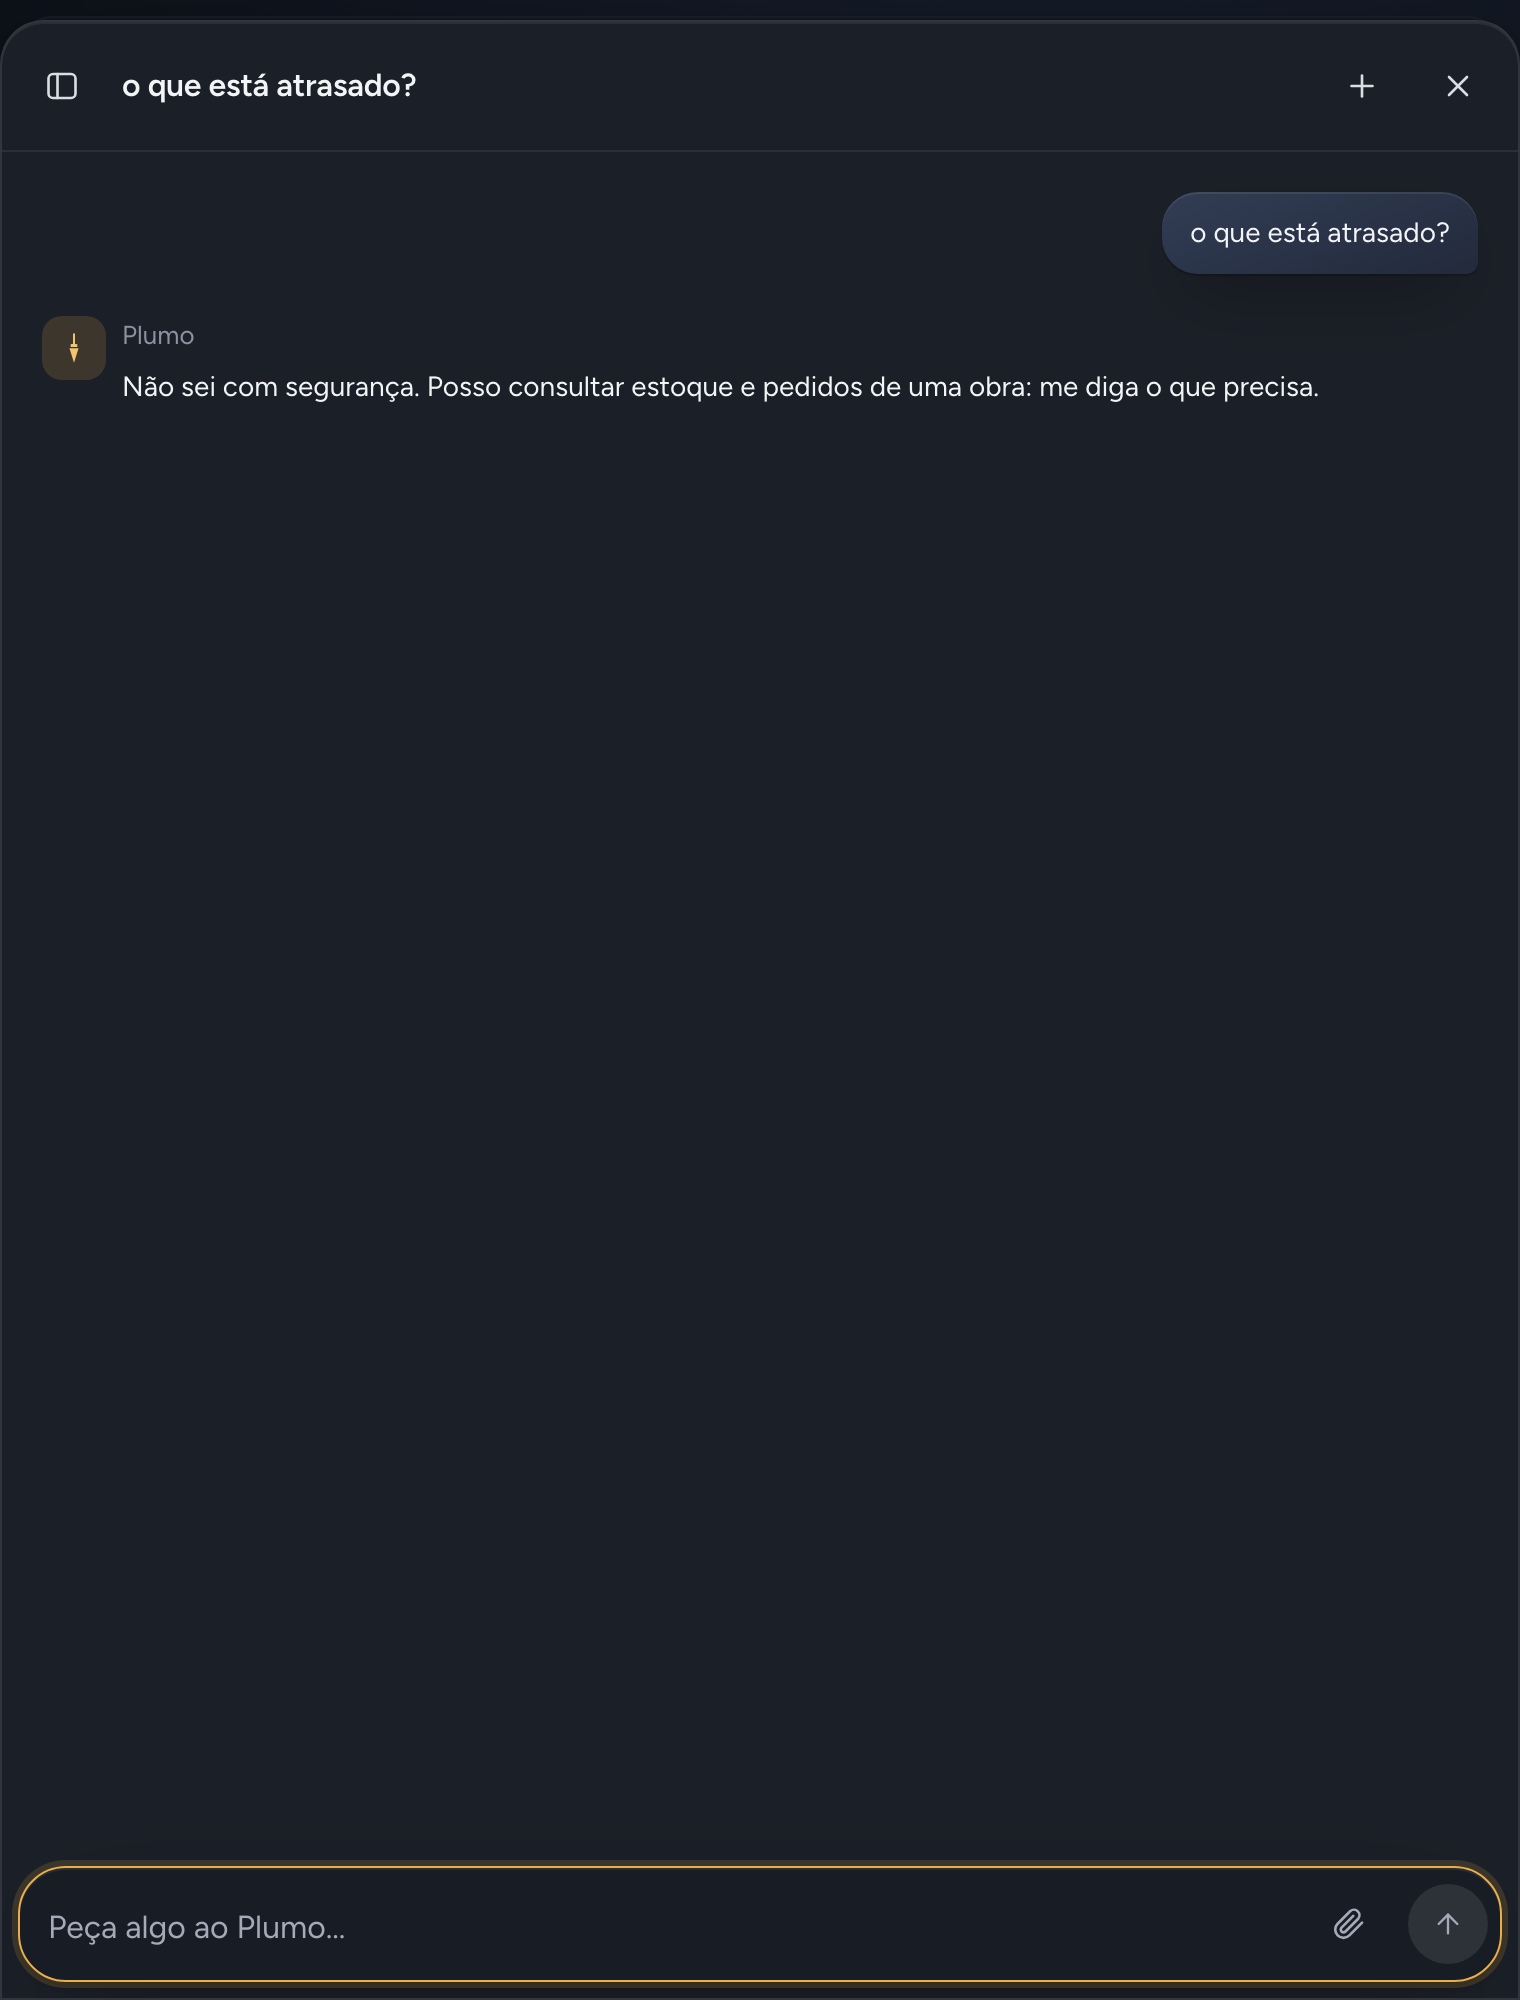 o que está atrasado?
o que está atrasado?
Plumo
Não sei com segurança. Posso consultar estoque e pedidos de uma obra: me diga o que precisa.
Peça algo ao Plumo...